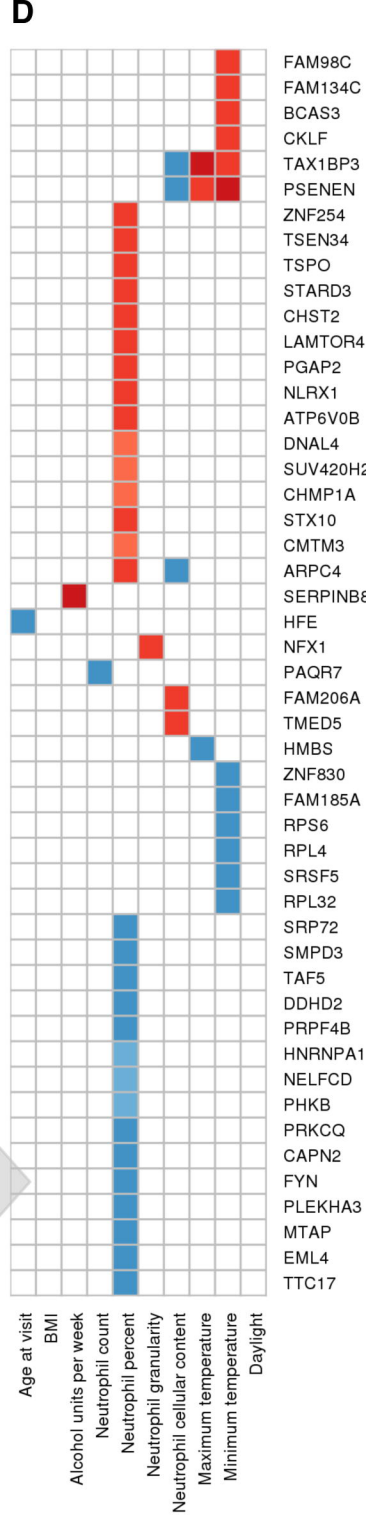 D
FAM98C
FAM134C
BCAS3
CKLF
TAX1BP3
PSENEN
ZNF254
TSEN34
TSPO
STARD3
CHST2
LAMTOR4
PGAP2
NLRX1
ATP6V0B
DNAL4
SUV420H2
CHMP1A
STX10
CMTM3
ARPC4
SERPINB8
HFE
NFX1
PAQR7
FAM206A
TMED5
HMBS
ZNF830
FAM185A
RPS6
RPL4
SRSF5
RPL32
SRP72
SMPD3
TAF5
DDHD2
PRPF4B
HNRNPA1
NELFCD
PHKB
PRKCQ
CAPN2
FYN
PLEKHA3
MTAP
EML4
TTC17
Age at visit
BMI
Alcohol units per week
Neutrophil count
Neutrophil percent
Neutrophil granularity
Neutrophil cellular content
Maximum temperature
Minimum temperature
Daylight